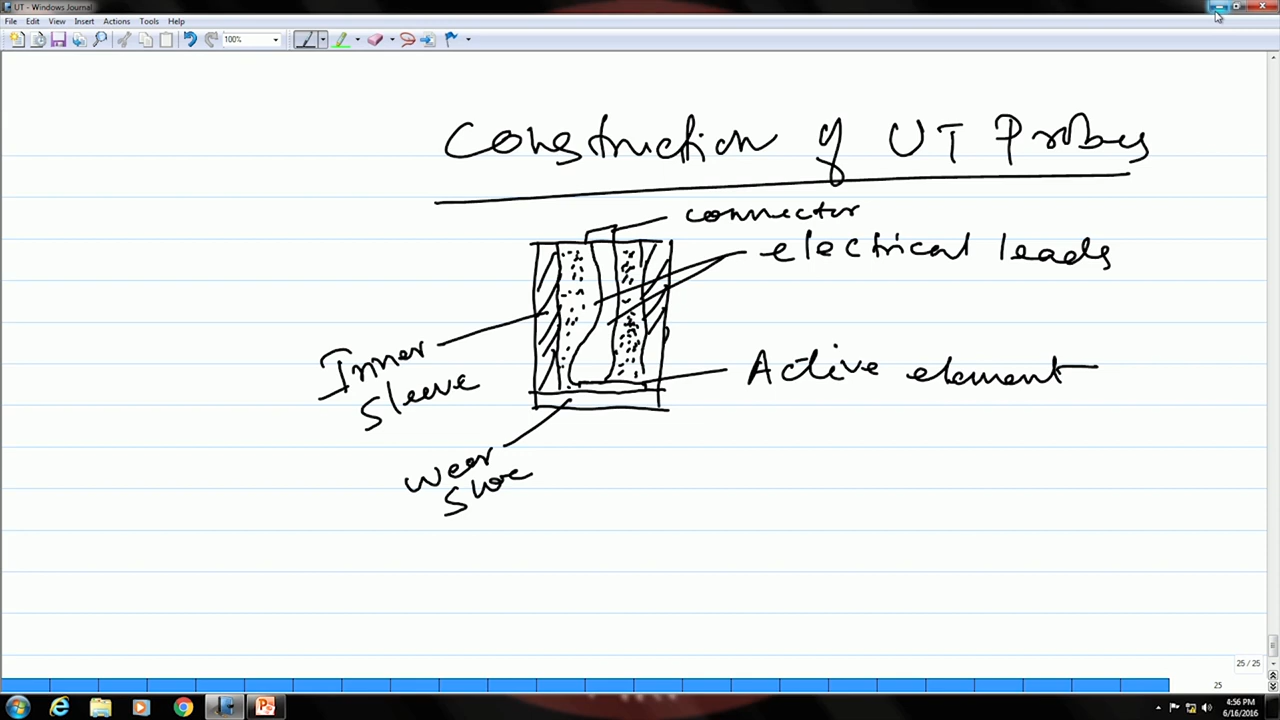 UT - Windows Journal
File Edit View Insert Actions Tools Help
100%
Construction of UT Probes
connector
electrical leads
Inner
sleeve
Active element
wear
shoe
25 / 25
25
4:56 PM
6/16/2016